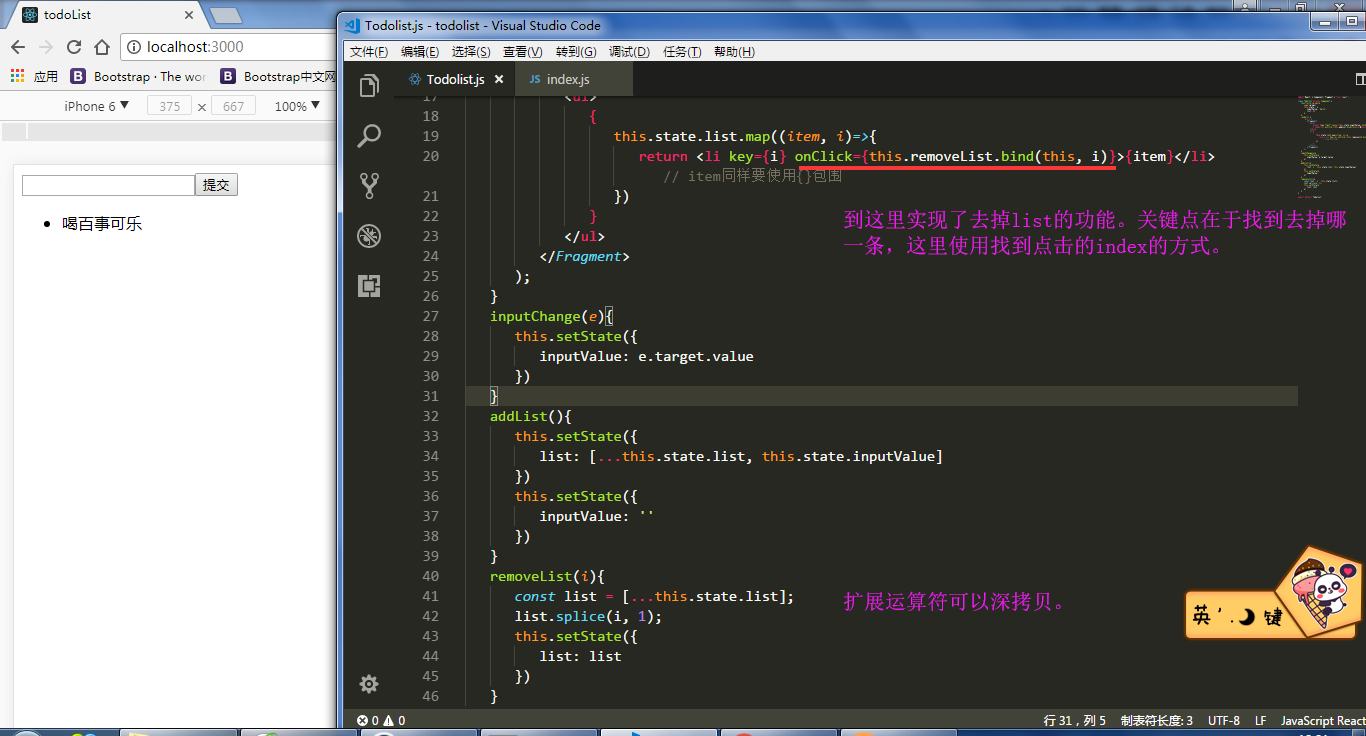 todoList
Todolist.js - todolist - Visual Studio Code
localhost:3000
文件(F) 编辑(E) 选择(S) 查看(V) 转到(G) 调试(D) 任务(T) 帮助(H)
应用 Bootstrap · The wor Bootstrap中文网
Todolist.js index.js
JS
iPhone 6 ▼ 375 × 667 100% ▼
提交
喝百事可乐
17 <ul>
18 {
19 this.state.list.map((item, i)=>{
20 return <li key={i} onClick={this.removeList.bind(this, i)}>{item}</li>
// item同样要使用{}包围
21 })
22 }
23 </ul>
24 </Fragment>
25 );
26 }
27 inputChange(e){
28 this.setState({
29 inputValue: e.target.value
30 })
31 }
32 addList(){
33 this.setState({
34 list: [...this.state.list, this.state.inputValue]
35 })
36 this.setState({
37 inputValue: ''
38 })
39 }
40 removeList(i){
41 const list = [...this.state.list];
42 list.splice(i, 1);
43 this.setState({
44 list: list
45 })
46 }
到这里实现了去掉list的功能。关键点在于找到去掉哪
一条，这里使用找到点击的index的方式。
扩展运算符可以深拷贝。
英 键
0 0 行 31，列 5 制表符长度: 3 UTF-8 LF JavaScript React